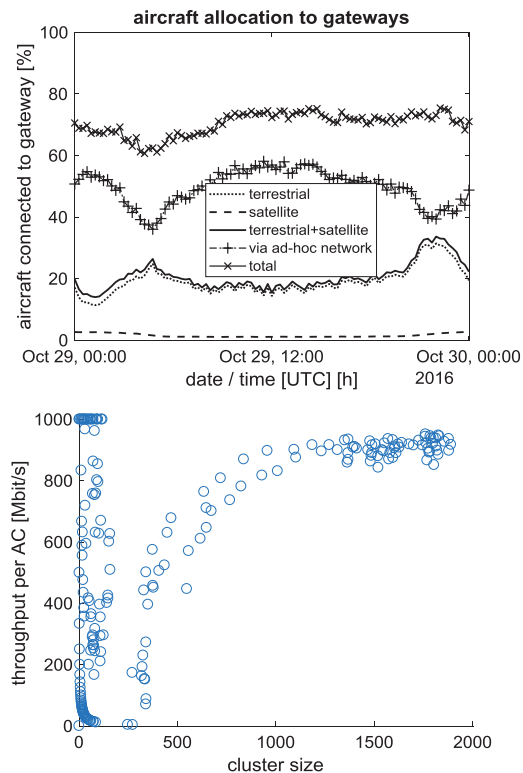 aircraft allocation to gateways
aircraft connected to gateway [%]
100
80
60
40
20
0
terrestrial
satellite
terrestrial+satellite
via ad-hoc network
total
Oct 29, 00:00
Oct 29, 12:00
Oct 30, 00:00
date / time [UTC] [h]
2016
throughput per AC [Mbit/s]
1000
800
600
400
200
0
0
500
1000
1500
2000
cluster size